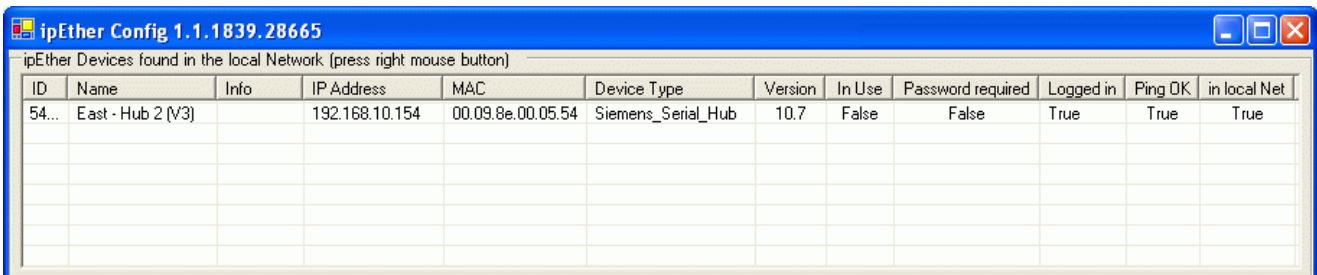 ipEther Config 1.1.1839.28665
ipEther Devices found in the local Network (press right mouse button)
ID Name Info IP Address MAC Device Type Version In Use Password required Logged in Ping OK in local Net
54... East - Hub 2 (V3) 192.168.10.154 00.09.8e.00.05.54 Siemens_Serial_Hub 10.7 False False True True True